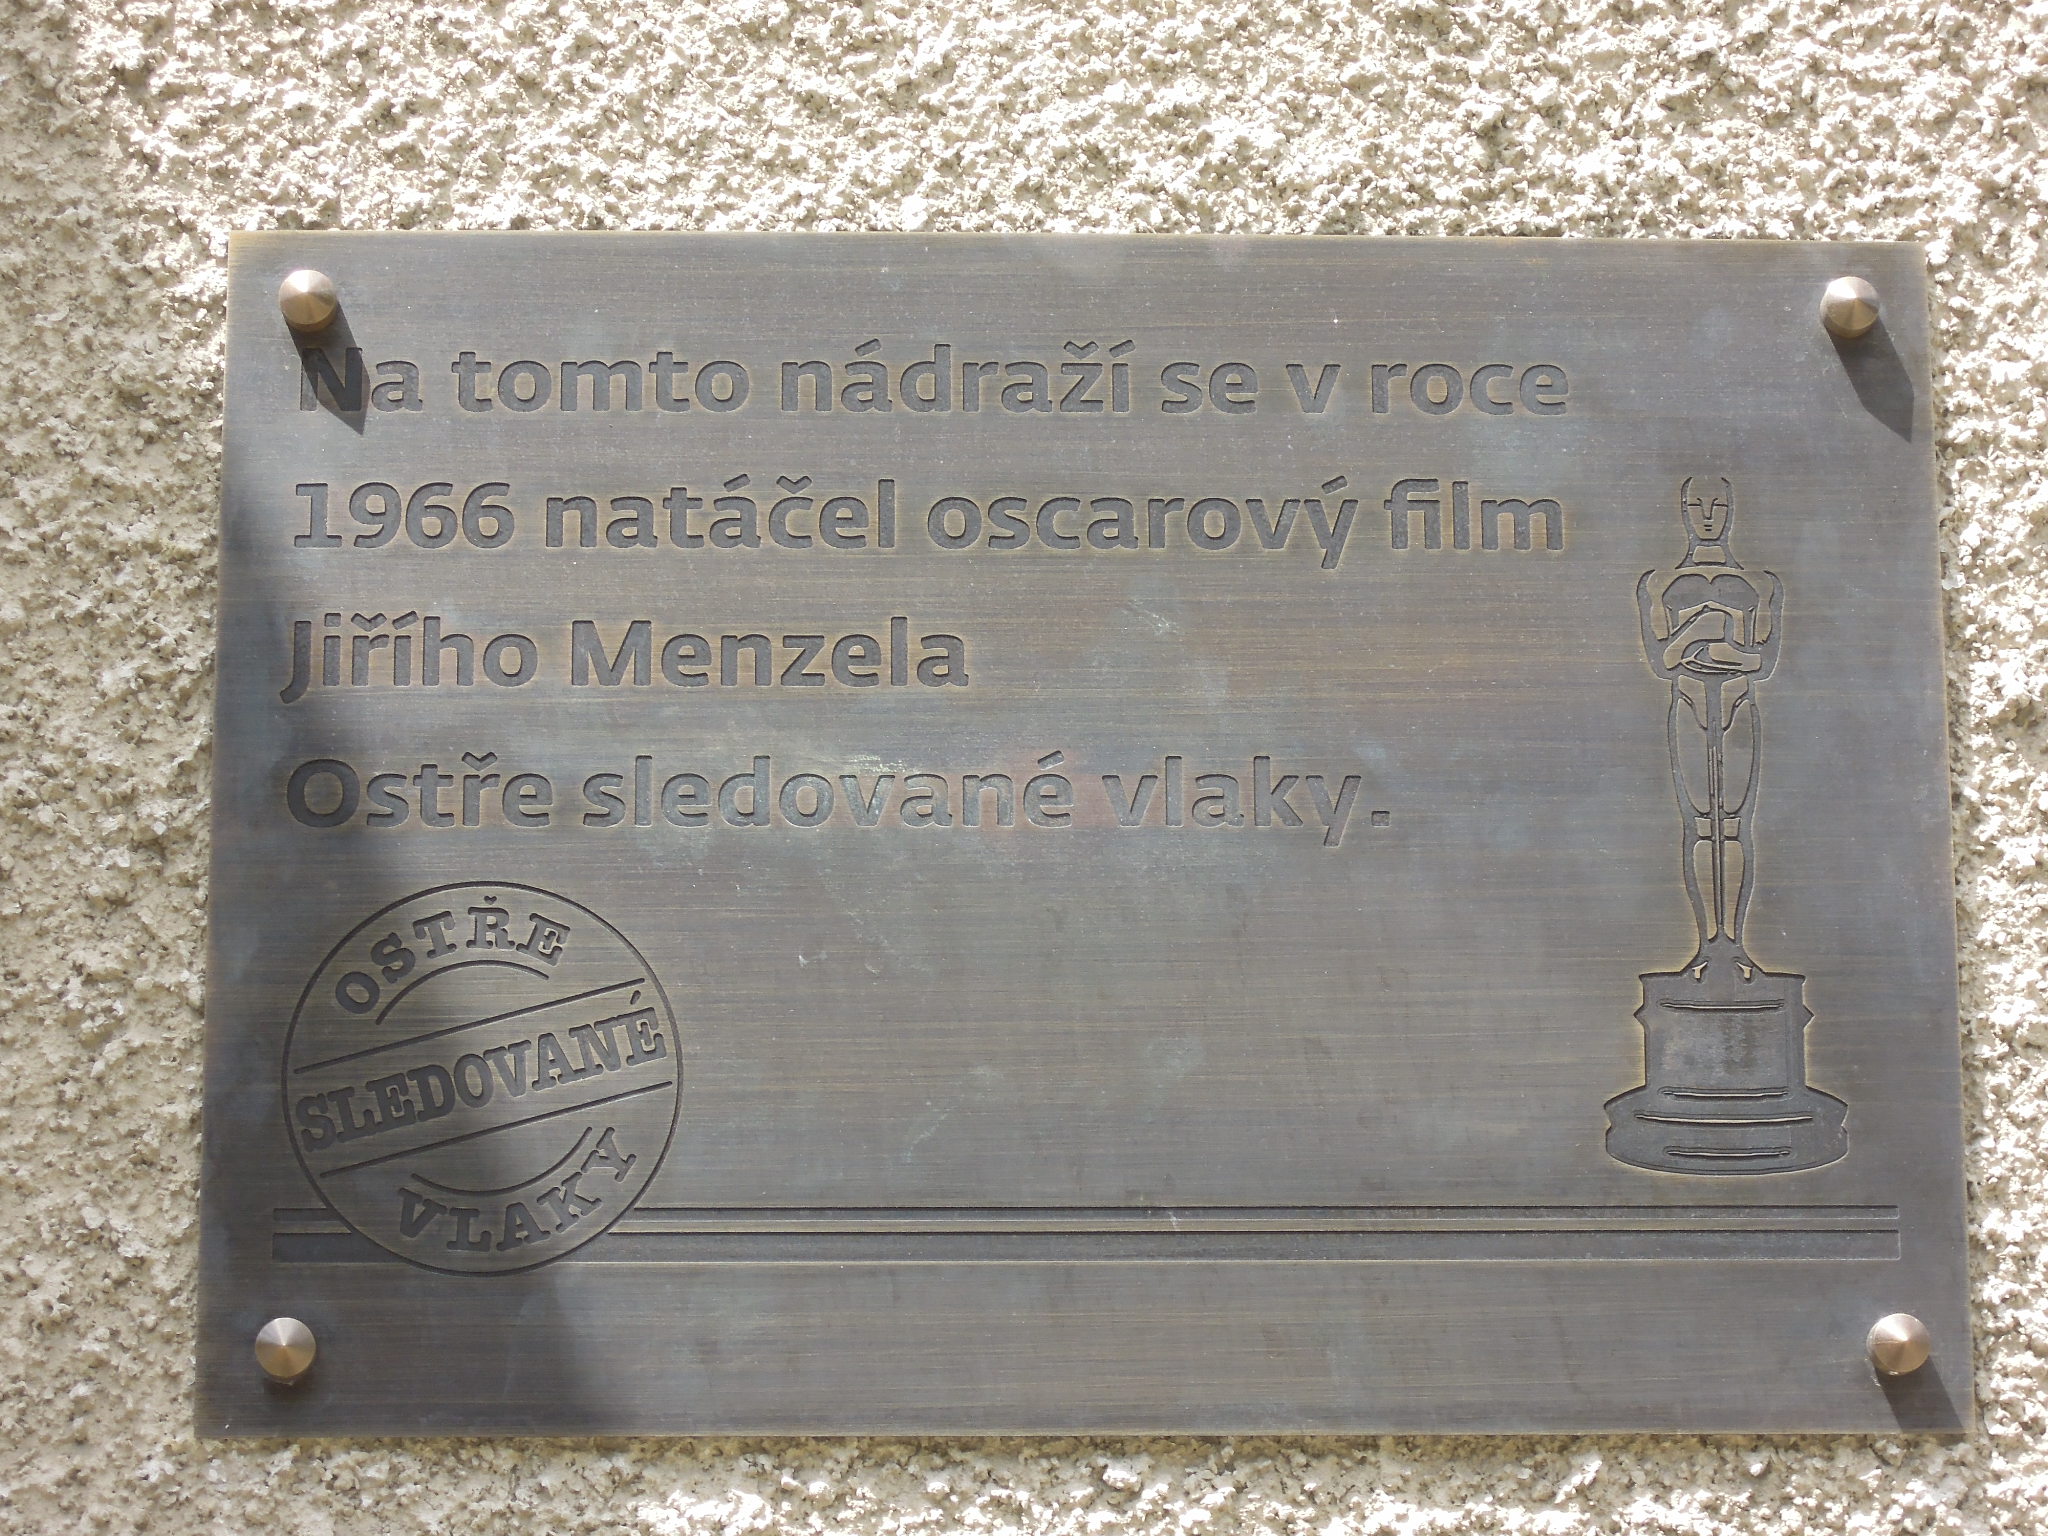 Na tomto nádraží se v roce
1966 natáčel oscarový film
Jiřího Menzela
Ostře sledované vlaky.
OSTŘE
SLEDOVANÉ
VLAKY